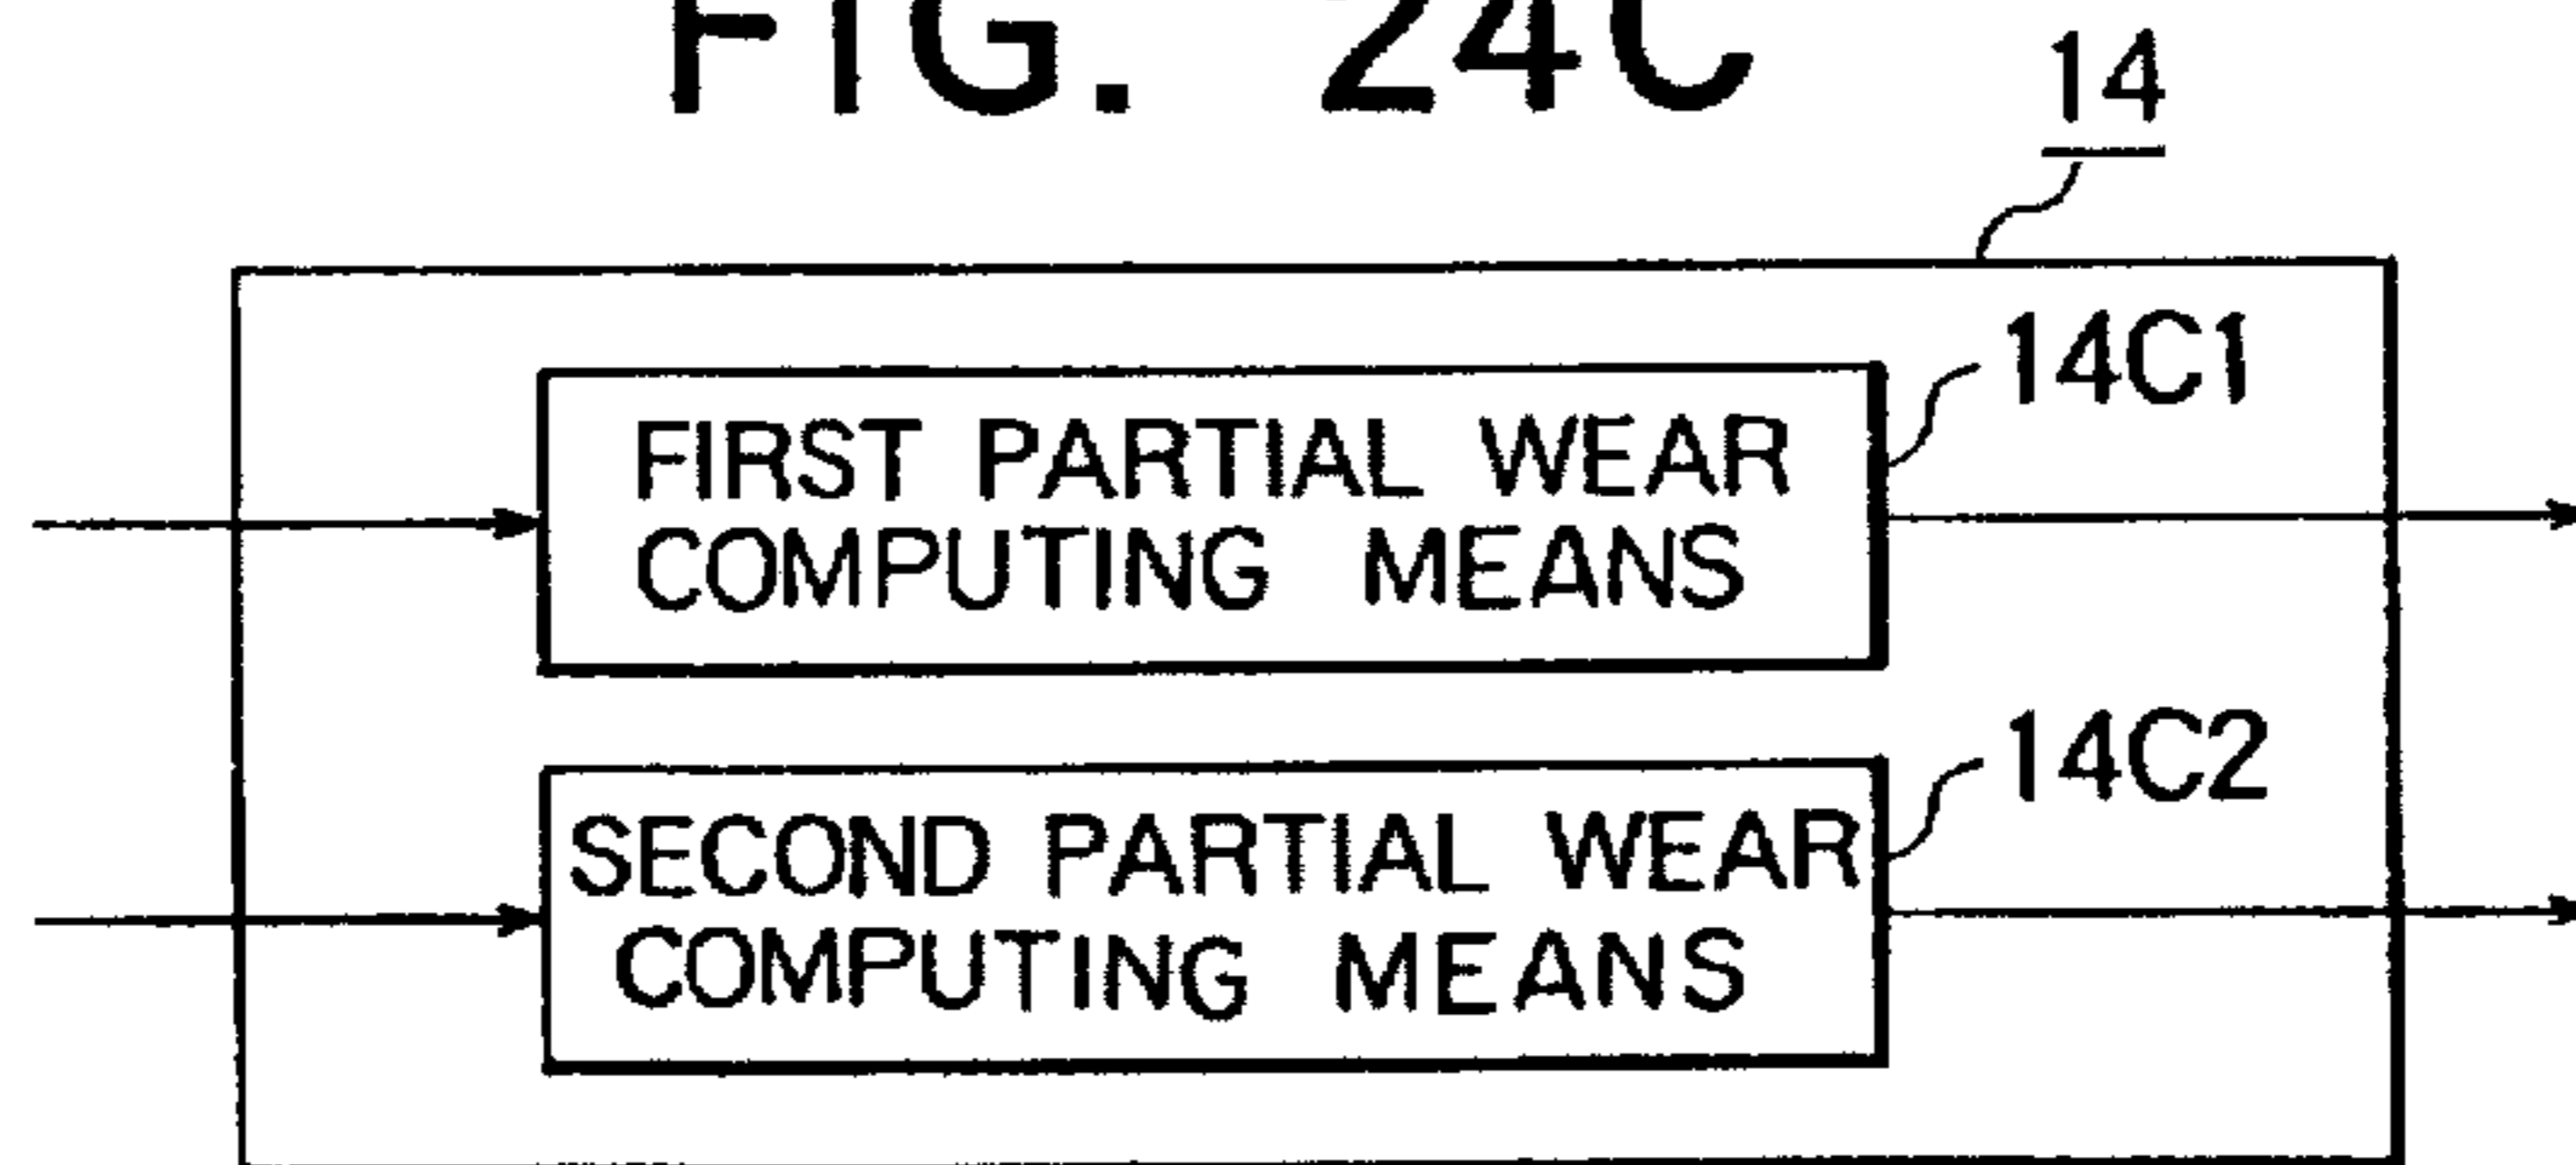 FIG. 24C
14
14C1
FIRST PARTIAL WEAR
COMPUTING MEANS
14C2
SECOND PARTIAL WEAR
COMPUTING MEANS